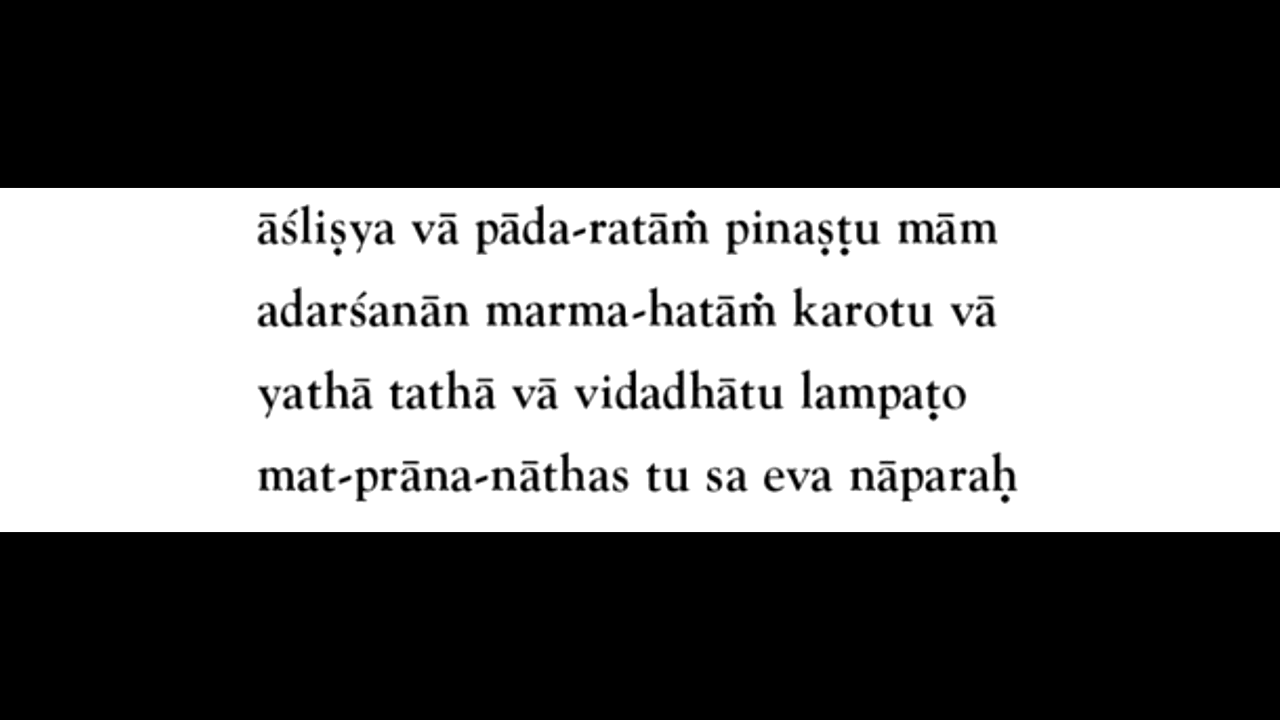 āśliṣya vā pāda-ratāṁ pinaṣṭu mām
adarśanān marma-hatāṁ karotu vā
yathā tathā vā vidadhātu lampaṭo
mat-prāna-nāthas tu sa eva nāparaḥ